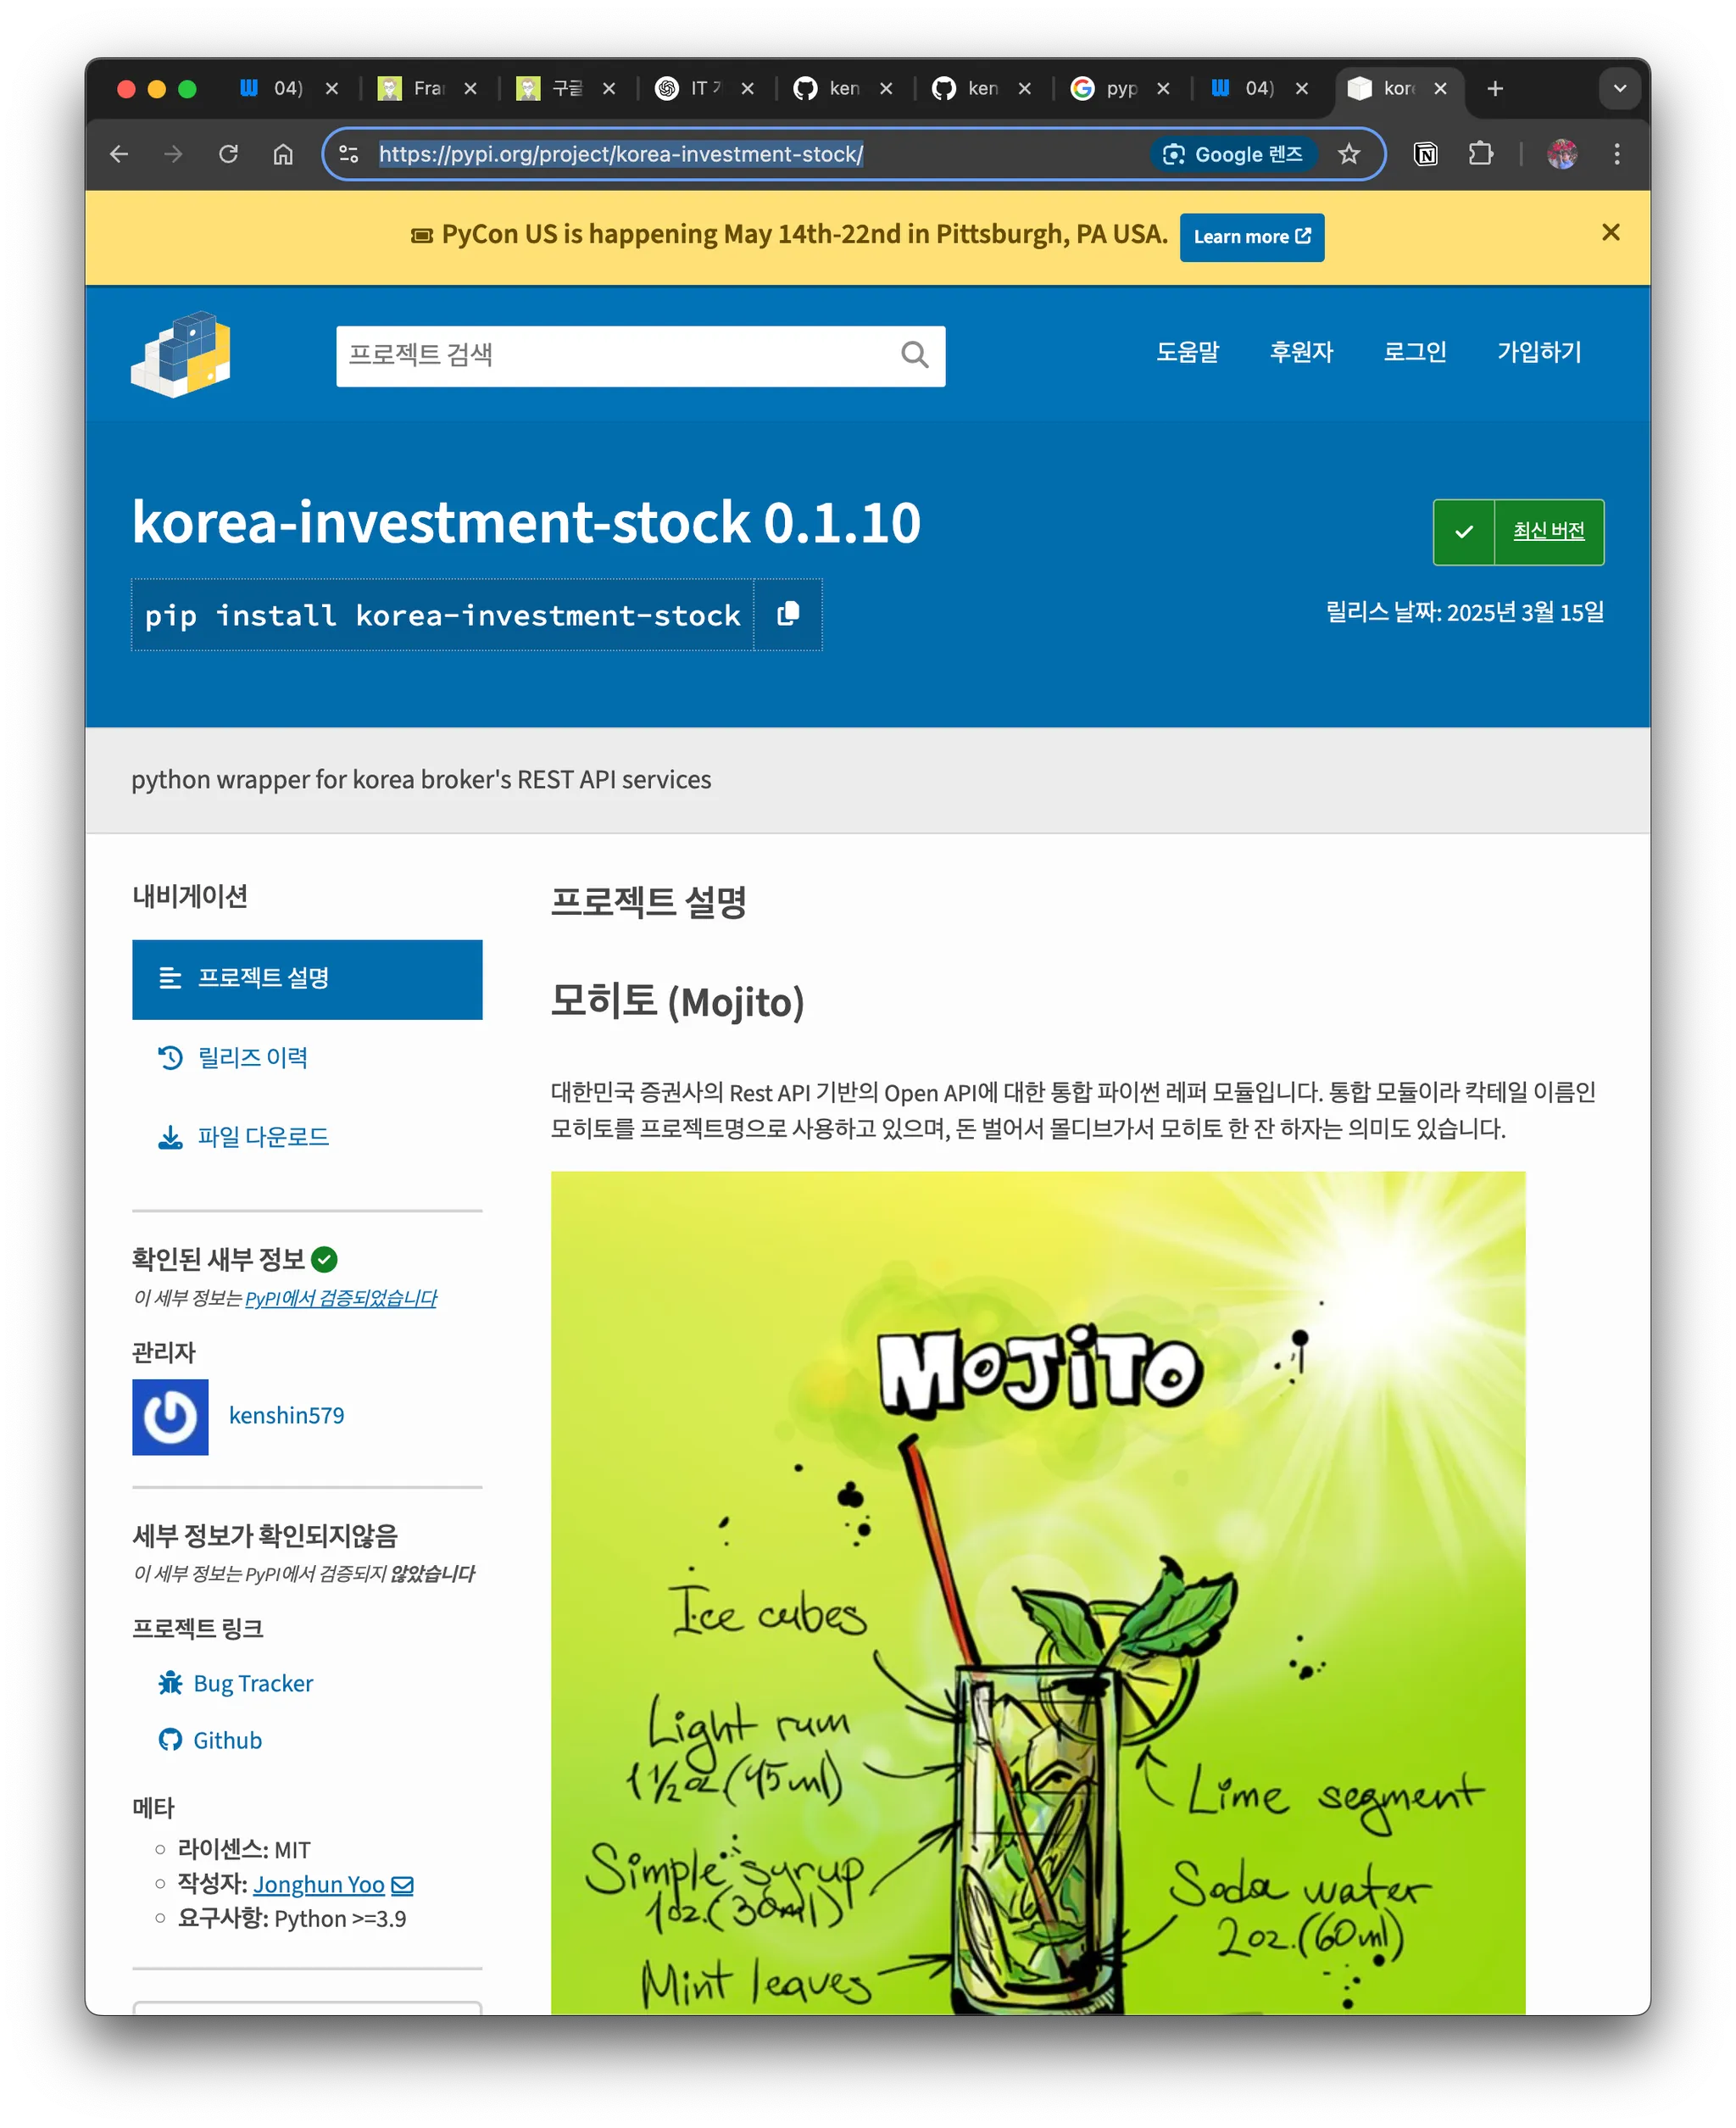 04)
Fra
구글
IT
ken
ken
pyp
04)
kore
https://pypi.org/project/korea-investment-stock/
Google 렌즈
PyCon US is happening May 14th-22nd in Pittsburgh, PA USA.
Learn more
프로젝트 검색
도움말
후원자
로그인
가입하기
korea-investment-stock 0.1.10
최신 버전
pip install korea-investment-stock
릴리스 날짜: 2025년 3월 15일
python wrapper for korea broker's REST API services
내비게이션
프로젝트 설명
릴리즈 이력
파일 다운로드
확인된 새부 정보
이 세부 정보는 PyPI에서 검증되었습니다
관리자
kenshin579
세부 정보가 확인되지않음
이 세부 정보는 PyPI에서 검증되지 않았습니다
프로젝트 링크
Bug Tracker
Github
메타
라이센스: MIT
작성자: Jonghun Yoo
요구사항: Python >=3.9
프로젝트 설명
모히토 (Mojito)
대한민국 증권사의 Rest API 기반의 Open API에 대한 통합 파이썬 레퍼 모듈입니다. 통합 모듈이라 칵테일 이름인
모히토를 프로젝트명으로 사용하고 있으며, 돈 벌어서 몰디브가서 모히토 한 잔 하자는 의미도 있습니다.
MOJiTO
Ice cubes
Light rum
1 1/2 oz.(45ml)
Simple syrup
1oz.(30ml)
Mint leaves
Lime segment
Soda water
2oz.(60ml)